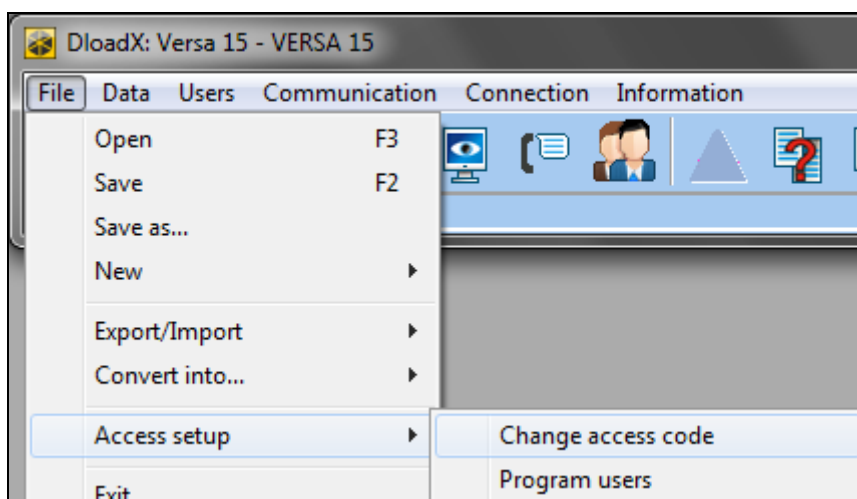 DloadX: Versa 15 - VERSA 15
File Data Users Communication Connection Information
Open F3
Save F2
Save as...
New
Export/Import
Convert into...
Access setup
Change access code
Program users
Exit